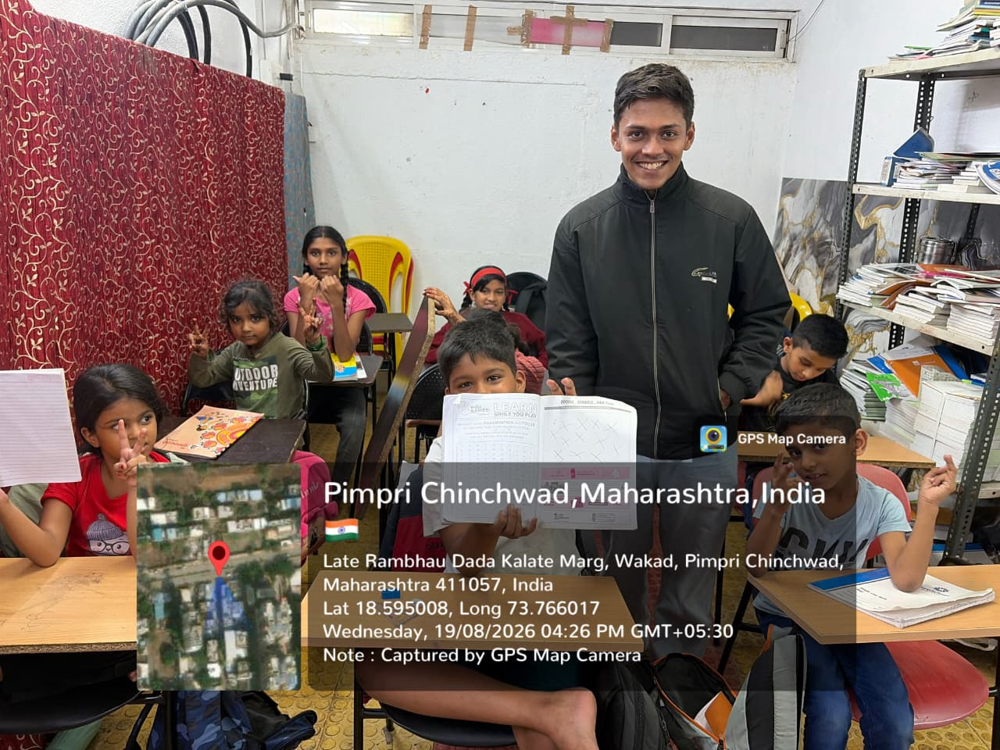 OUTDOOR
ADVENTURE
EDU
GAMES
LEARN
WHILE YOU PLAY
GPS Map Camera
Pimpri Chinchwad,Maharashtra,India
Late Rambhau Dada Kalate Marg, Wakad, Pimpri Chinchwad,
Maharashtra 411057, India
Lat 18.595008, Long 73.766017
Wednesday, 19/08/2026 04:26 PM GMT+05:30
Note : Captured by GPS Map Camera